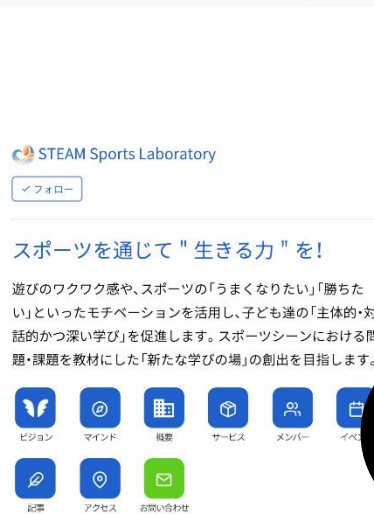 STEAM Sports Laboratory
フォロー
スポーツを通じて " 生きる力 " を!
遊びのワクワク感や、スポーツの「うまくなりたい」「勝ちた
い」といったモチベーションを活用し、子ども達の「主体的・対
話的かつ深い学び」を促進します。スポーツシーンにおける問
題・課題を教材にした「新たな学びの場」の創出を目指します。
ビジョン マインド 概要 サービス メンバー イベン
記事 アクセス お問い合わせ